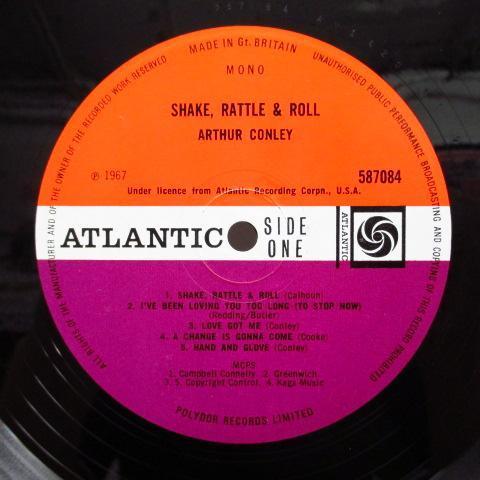 MADE IN Gt. BRITAIN
ALL RIGHTS OF THE MANUFACTURER AND OF THE OWNER OF THE RECORDED WORK RESERVED
UNAUTHORISED PUBLIC PERFORMANCE BROADCASTING AND COPYING OF THIS RECORD PROHIBITED
MONO
SHAKE, RATTLE & ROLL
ARTHUR CONLEY
℗ 1967
587084
Under licence from Atlantic Recording Corpn., U.S.A.
ATLANTIC
SIDE
ONE
ATLANTIC
1. SHAKE, RATTLE & ROLL (Calhoun)
2. I'VE BEEN LOVING YOU TOO LONG (TO STOP NOW)
(Redding/Butler)
3. LOVE GOT ME (Conley)
4. A CHANGE IS GONNA COME (Cooke)
5. HAND AND GLOVE (Conley)
MCPS
1. Campbell Connelly 2. Greenwich
3. 5. Copyright Control. 4. Kags Music
POLYDOR RECORDS LIMITED